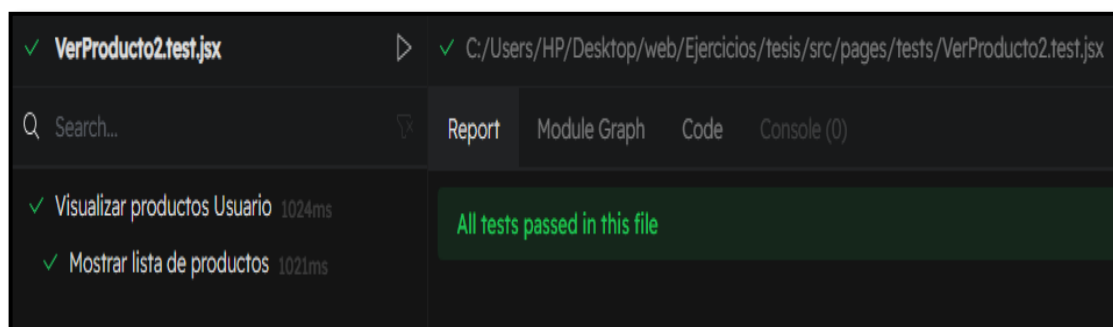 VerProducto2.test.jsx
Search...
Visualizar productos Usuario 1024ms
Mostrar lista de productos 1021ms
C:/Users/HP/Desktop/web/Ejercicios/tesis/src/pages/tests/VerProducto2.test.jsx
Report Module Graph Code Console (0)
All tests passed in this file